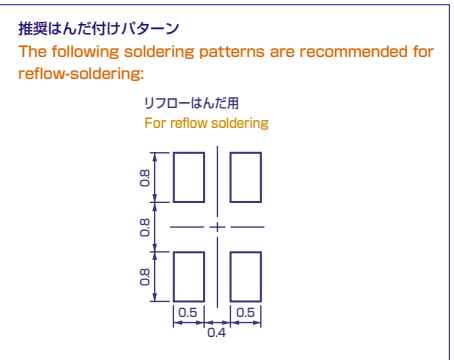 推奨はんだ付けパターン
The following soldering patterns are recommended for
reflow-soldering:
リフローはんだ用
For reflow soldering
0.8
0.8
0.8
0.5 0.5
0.4